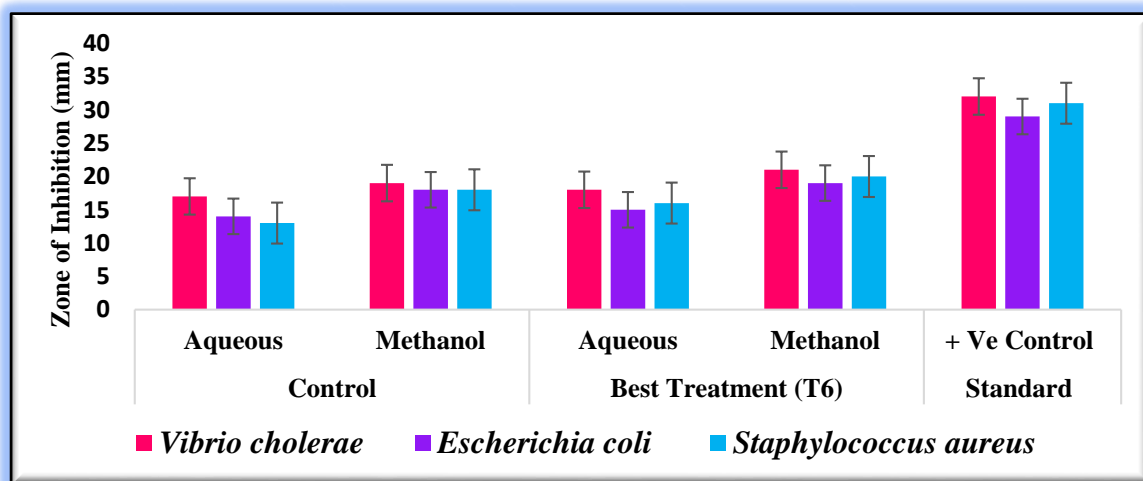 Zone of Inhibition (mm)
40
35
30
25
20
15
10
5
0
Aqueous Methanol Aqueous Methanol + Ve Control
Control Best Treatment (T6) Standard
Vibrio cholerae Escherichia coli Staphylococcus aureus